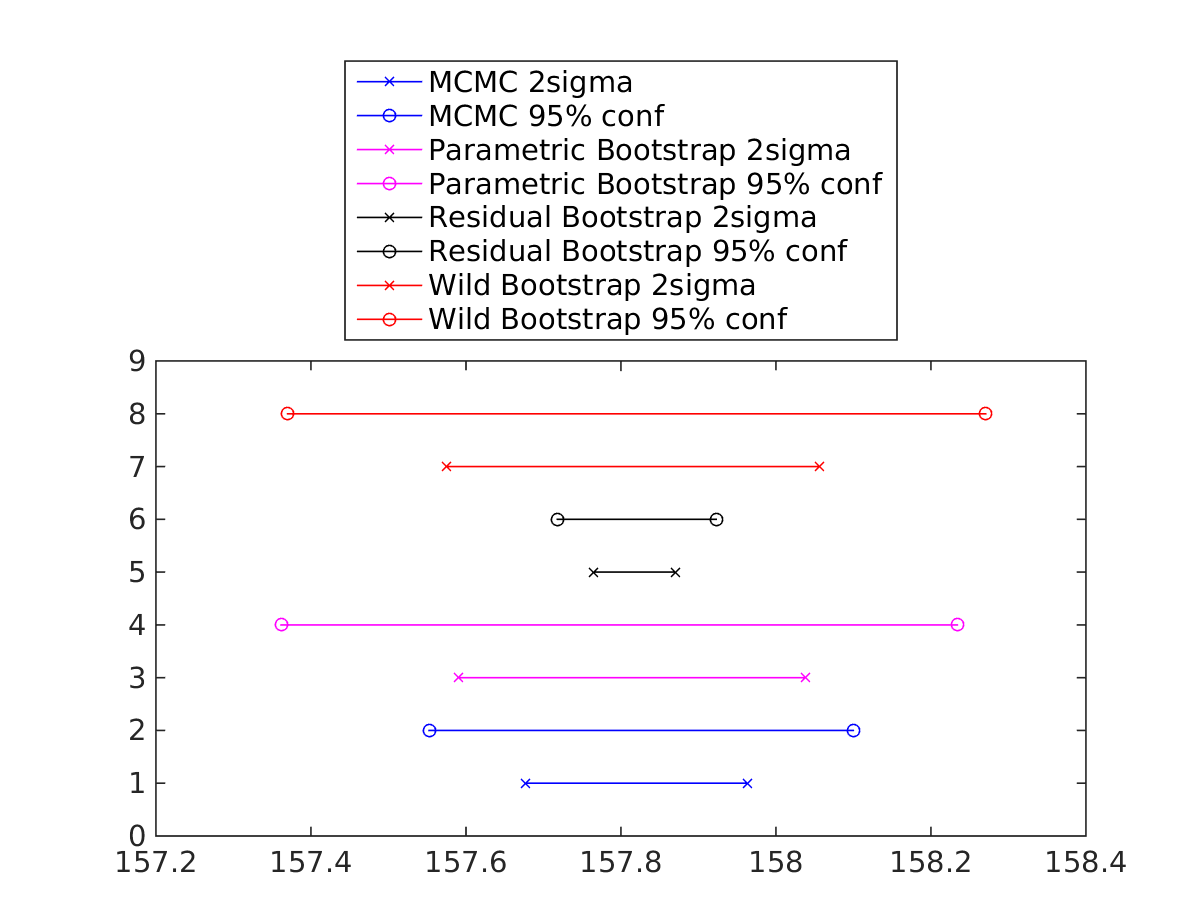 MCMC 2sigma
MCMC 95% conf
Parametric Bootstrap 2sigma
Parametric Bootstrap 95% conf
Residual Bootstrap 2sigma
Residual Bootstrap 95% conf
Wild Bootstrap 2sigma
Wild Bootstrap 95% conf
9
8
7
6
5
4
3
2
1
0
157.2 157.4 157.6 157.8 158 158.2 158.4